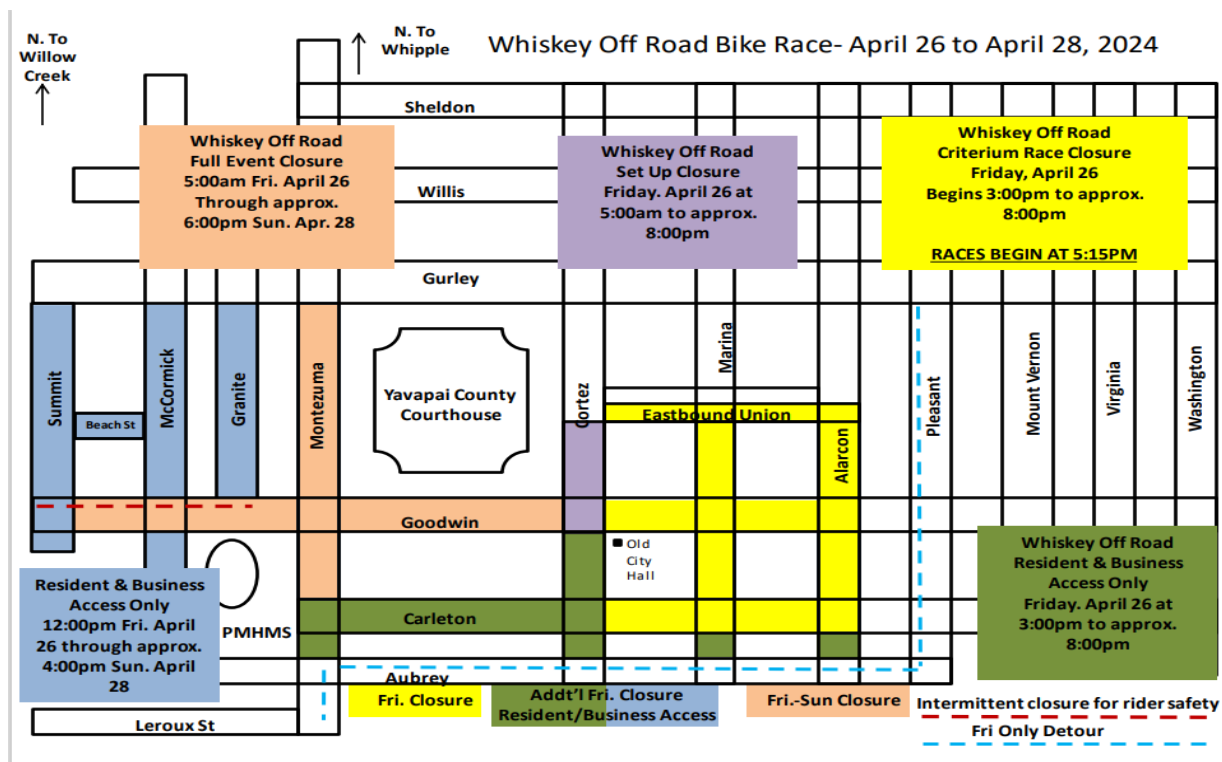 N. To
Willow
Creek
N. To
Whipple
Whiskey Off Road Bike Race- April 26 to April 28, 2024
Sheldon
Whiskey Off Road
Full Event Closure
5:00am Fri. April 26
Through approx.
6:00pm Sun. Apr. 28
Whiskey Off Road
Set Up Closure
Friday. April 26 at
5:00am to approx.
8:00pm
Whiskey Off Road
Criterium Race Closure
Friday, April 26
Begins 3:00pm to approx.
8:00pm
RACES BEGIN AT 5:15PM
Willis
Gurley
Summit
Beach St
McCormick
Granite
Montezuma
Yavapai County
Courthouse
Cortez
Marina
Eastbound Union
Alarcon
Pleasant
Mount Vernon
Virginia
Washington
Goodwin
Old
City
Hall
Whiskey Off Road
Resident & Business
Access Only
Friday. April 26 at
3:00pm to approx.
8:00pm
Resident & Business
Access Only
12:00pm Fri. April
26 through approx.
4:00pm Sun. April
28
PMHMS
Carleton
Aubrey
Leroux St
Fri. Closure
Addt'l Fri. Closure
Resident/Business Access
Fri.-Sun Closure
Intermittent closure for rider safety
Fri Only Detour